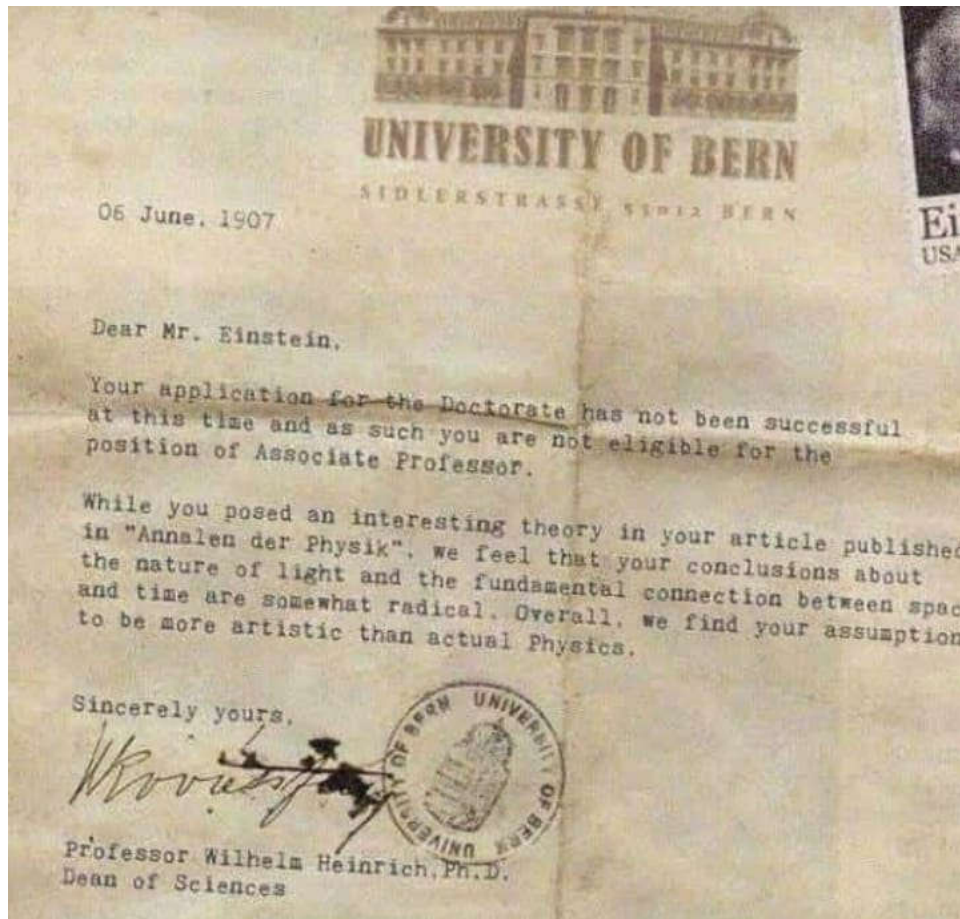 UNIVERSITY OF BERN
SIDLERSTRASSE 53012 BERN
Ei
USA
06 June, 1907
Dear Mr. Einstein,
Your application for the Doctorate has not been successful
at this time and as such you are not eligible for the
position of Associate Professor.
While you posed an interesting theory in your article published
in "Annalen der Physik", we feel that your conclusions about
the nature of light and the fundamental connection between spac
and time are somewhat radical. Overall, we find your assumption
to be more artistic than actual Physics.
Sincerely yours,
UNIVERSITY OF BERN UNIVERSITY OF BERN
Professor Wilhelm Heinrich, Ph.D.
Dean of Sciences